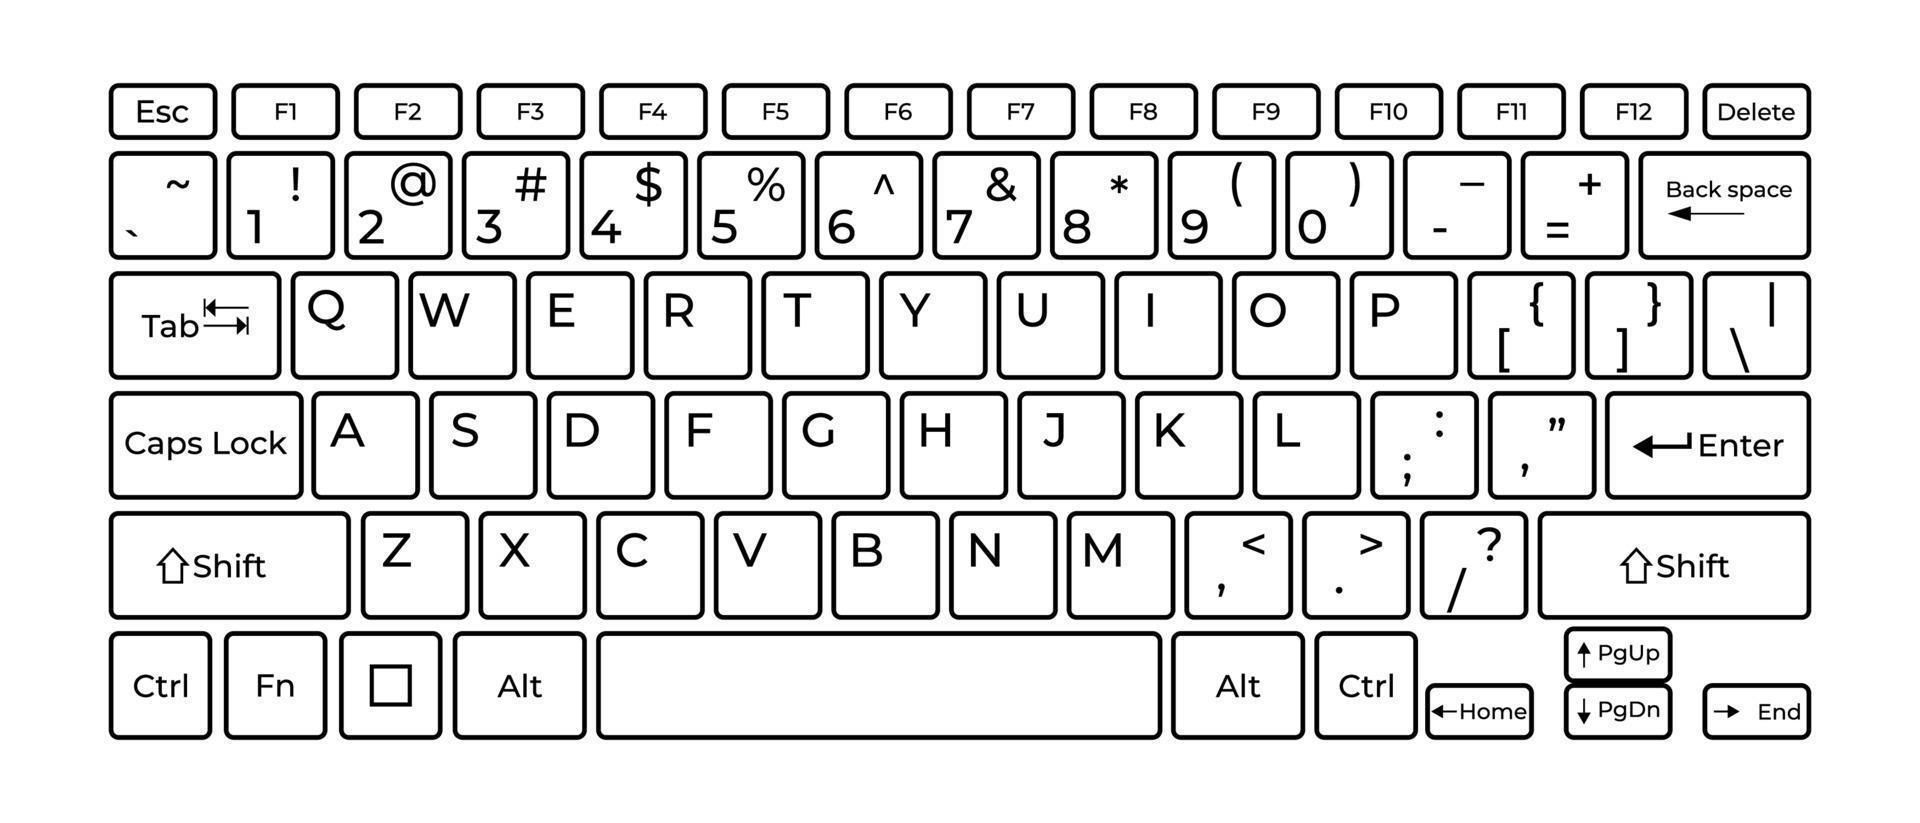 Esc F1 F2 F3 F4 F5 F6 F7 F8 F9 F10 F11 F12 Delete
~ ` ! 1 @ 2 # 3 $ 4 % 5 ^ 6 & 7 * 8 ( 9 ) 0 — - + = Back space ←
Tab Q W E R T Y U I O P { [ } ] | \
Caps Lock A S D F G H J K L : ; ” , Enter
⇧Shift Z X C V B N M < , > . ? / ⇧Shift
Ctrl Fn Alt Alt Ctrl ←Home ↑ PgUp ↓ PgDn → End